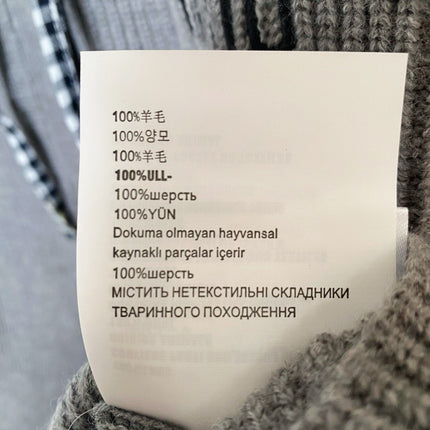 100%羊毛
100%양모
100%羊毛
100%ULL-
100%шерсть
100%YÜN
Dokuma olmayan hayvansal
kaynaklı parçalar içerir
100%шерсть
МІСТИТЬ НЕТЕКСТИЛЬНІ СКЛАДНИКИ
ТВАРИННОГО ПОХОДЖЕННЯ